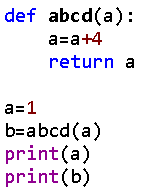 def abcd(a):
    a=a+4
    return a

a=1
b=abcd(a)
print(a)
print(b)